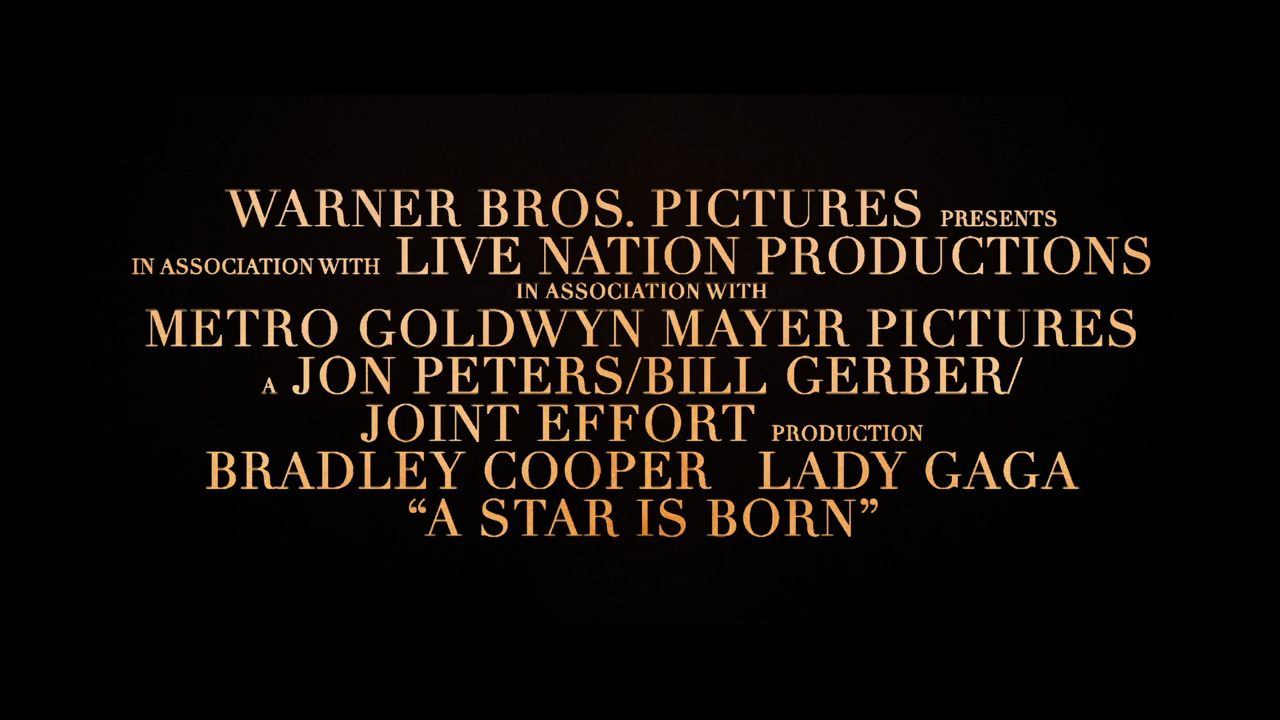 WARNER BROS. PICTURES PRESENTS
IN ASSOCIATION WITH LIVE NATION PRODUCTIONS
IN ASSOCIATION WITH
METRO GOLDWYN MAYER PICTURES
A JON PETERS/BILL GERBER/
JOINT EFFORT PRODUCTION
BRADLEY COOPER LADY GAGA
“A STAR IS BORN”